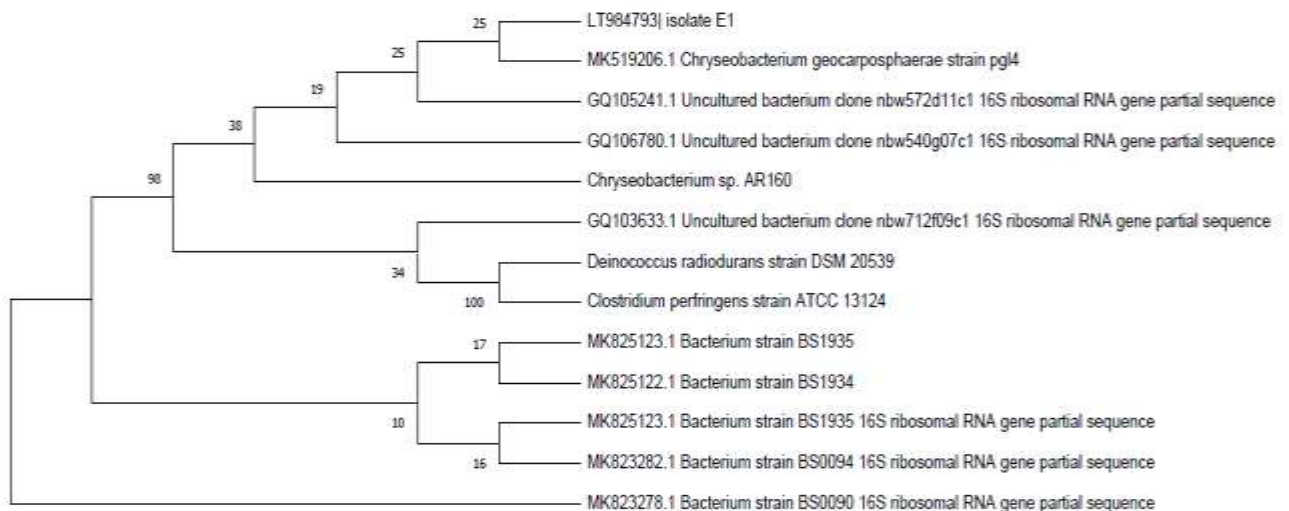 25
LT984793| isolate E1
25
MK519206.1 Chryseobacterium geocarposphaerae strain pgl4
19
GQ105241.1 Uncultured bacterium clone nbw572d11c1 16S ribosomal RNA gene partial sequence
38
GQ106780.1 Uncultured bacterium clone nbw540g07c1 16S ribosomal RNA gene partial sequence
98
Chryseobacterium sp. AR160
GQ103633.1 Uncultured bacterium clone nbw712f09c1 16S ribosomal RNA gene partial sequence
34
Deinococcus radiodurans strain DSM 20539
100
Clostridium perfringens strain ATCC 13124
17
MK825123.1 Bacterium strain BS1935
MK825122.1 Bacterium strain BS1934
10
MK825123.1 Bacterium strain BS1935 16S ribosomal RNA gene partial sequence
16
MK823282.1 Bacterium strain BS0094 16S ribosomal RNA gene partial sequence
MK823278.1 Bacterium strain BS0090 16S ribosomal RNA gene partial sequence